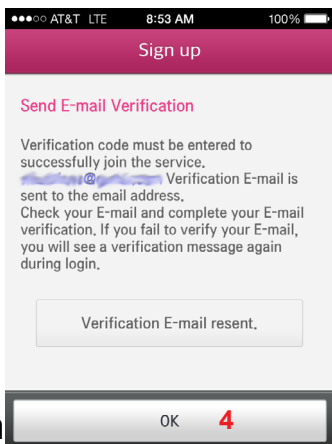 AT&T LTE 8:53 AM 100%
Sign up
Send E-mail Verification
Verification code must be entered to
successfully join the service.
Verification E-mail is
sent to the email address.
Check your E-mail and complete your E-mail
verification. If you fail to verify your E-mail,
you will see a verification message again
during login.
Verification E-mail resent.
OK 4